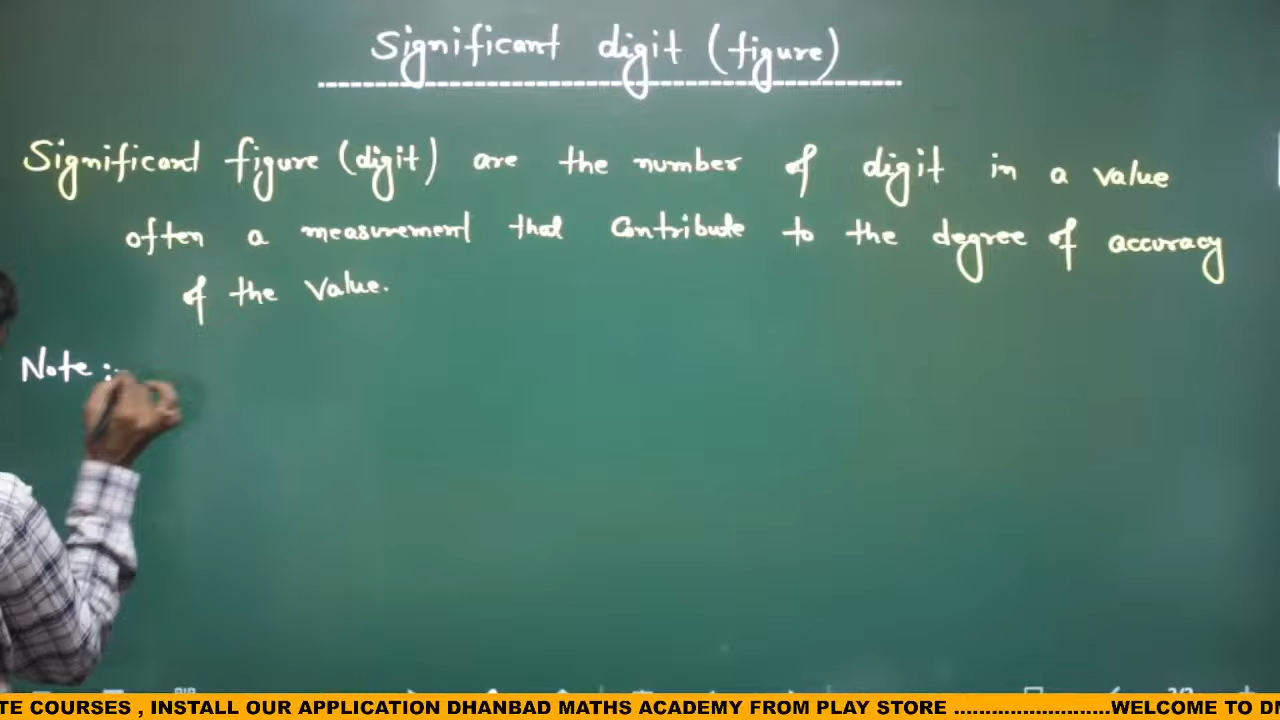 Significant digit (figure)
Significant figure (digit) are the number of digit in a value
often a measurement that Contribute to the degree of accuracy
of the Value.
Note :-
TE COURSES , INSTALL OUR APPLICATION DHANBAD MATHS ACADEMY FROM PLAY STORE .........................WELCOME TO D